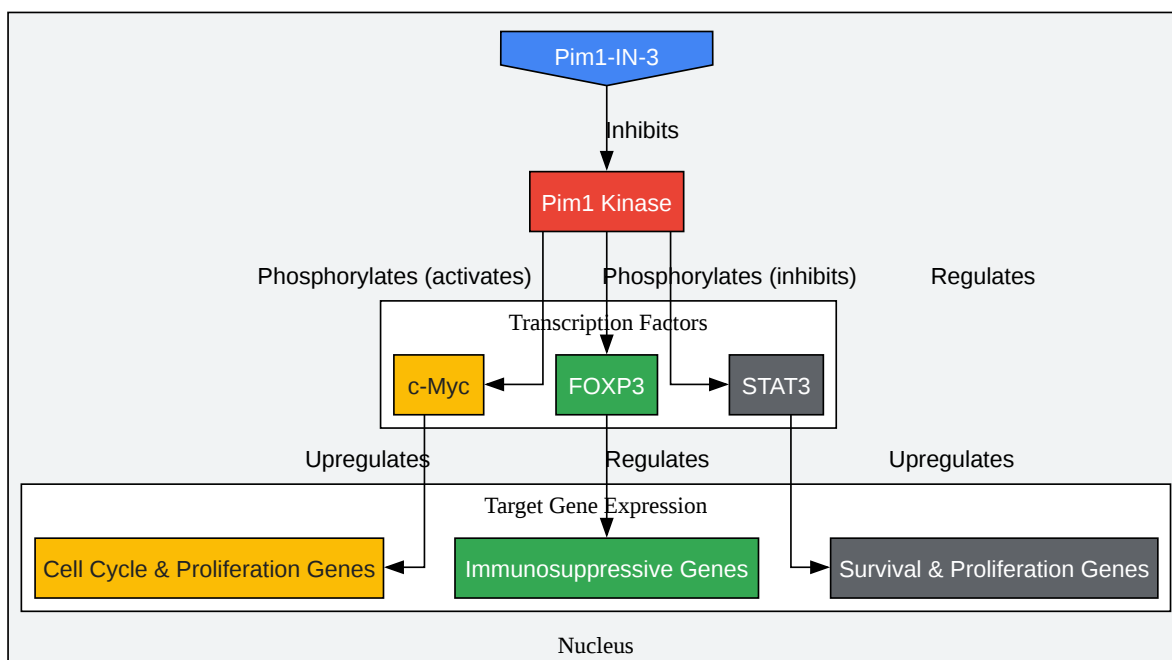 Pim1-IN-3
Inhibits
Pim1 Kinase
Phosphorylates (activates)
Phosphorylates (inhibits)
Regulates
Transcription Factors
c-Myc
FOXP3
STAT3
Upregulates
Regulates
Upregulates
Target Gene Expression
Cell Cycle & Proliferation Genes
Immunosuppressive Genes
Survival & Proliferation Genes
Nucleus